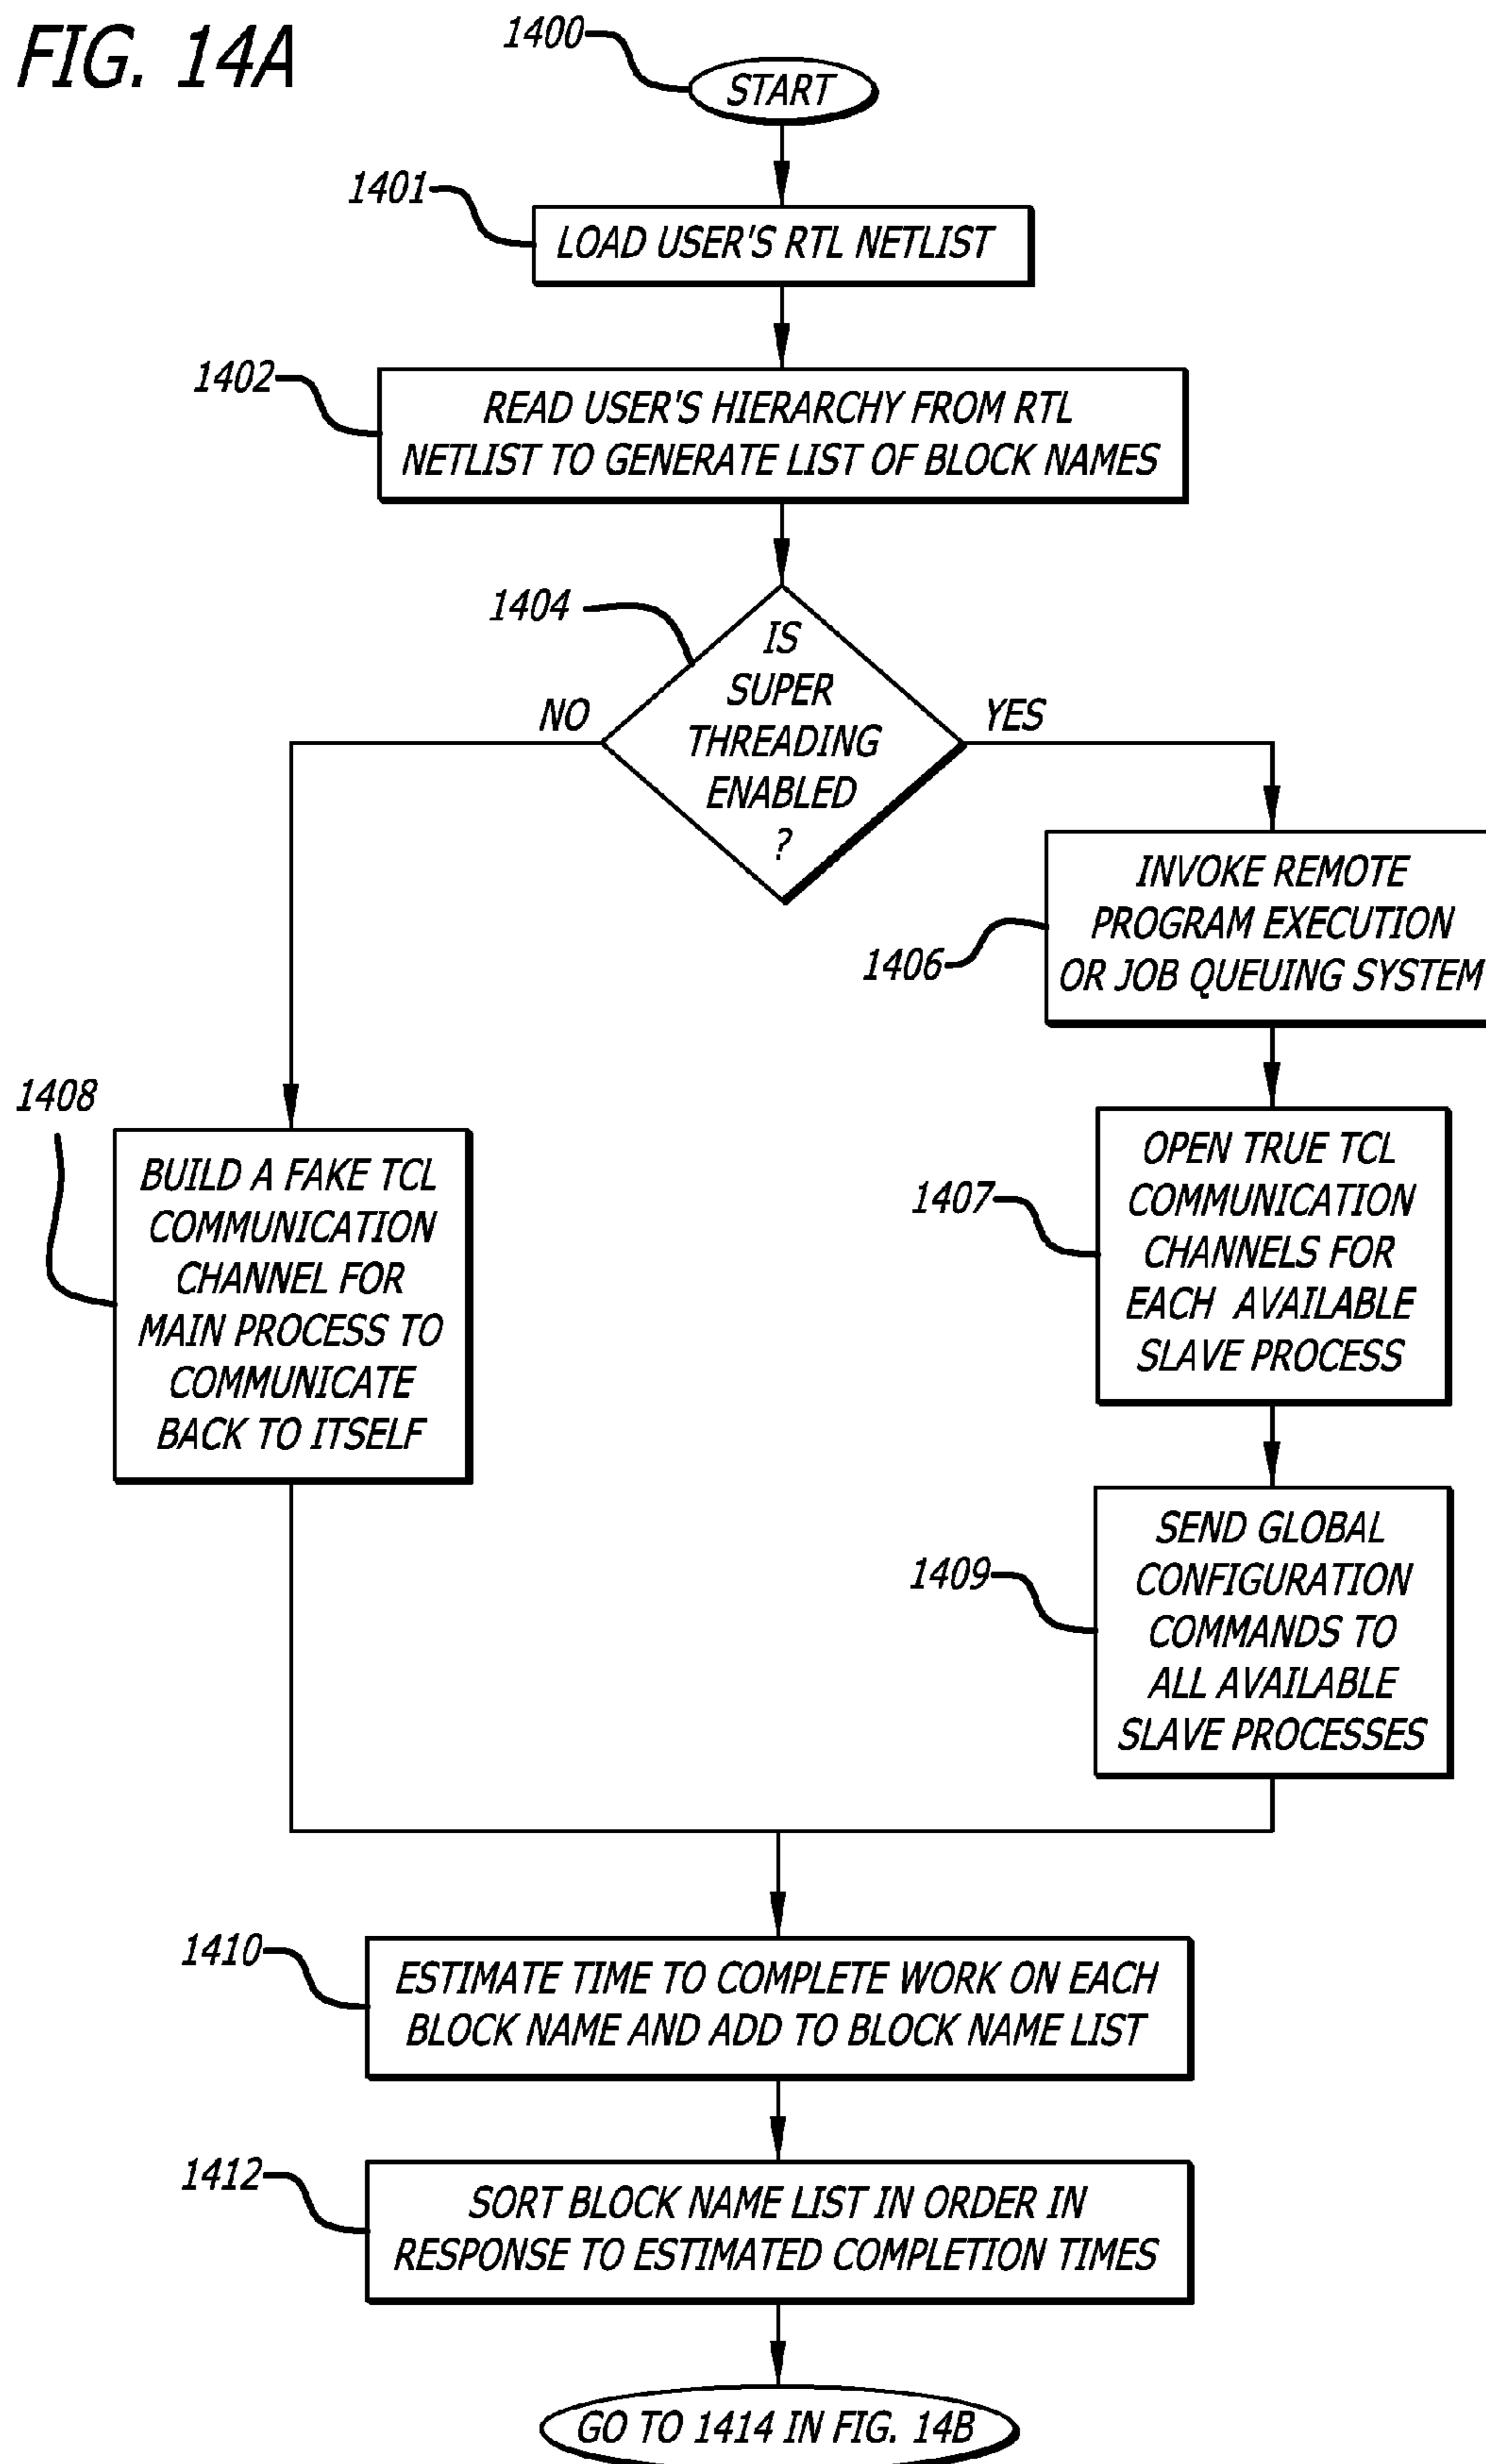 FIG. 14A
1400
START
1401
LOAD USER'S RTL NETLIST
1402
READ USER'S HIERARCHY FROM RTL
NETLIST TO GENERATE LIST OF BLOCK NAMES
1404
IS
SUPER
THREADING
ENABLED
?
NO
YES
1406
INVOKE REMOTE
PROGRAM EXECUTION
OR JOB QUEUING SYSTEM
1408
BUILD A FAKE TCL
COMMUNICATION
CHANNEL FOR
MAIN PROCESS TO
COMMUNICATE
BACK TO ITSELF
1407
OPEN TRUE TCL
COMMUNICATION
CHANNELS FOR
EACH AVAILABLE
SLAVE PROCESS
1409
SEND GLOBAL
CONFIGURATION
COMMANDS TO
ALL AVAILABLE
SLAVE PROCESSES
1410
ESTIMATE TIME TO COMPLETE WORK ON EACH
BLOCK NAME AND ADD TO BLOCK NAME LIST
1412
SORT BLOCK NAME LIST IN ORDER IN
RESPONSE TO ESTIMATED COMPLETION TIMES
GO TO 1414 IN FIG. 14B